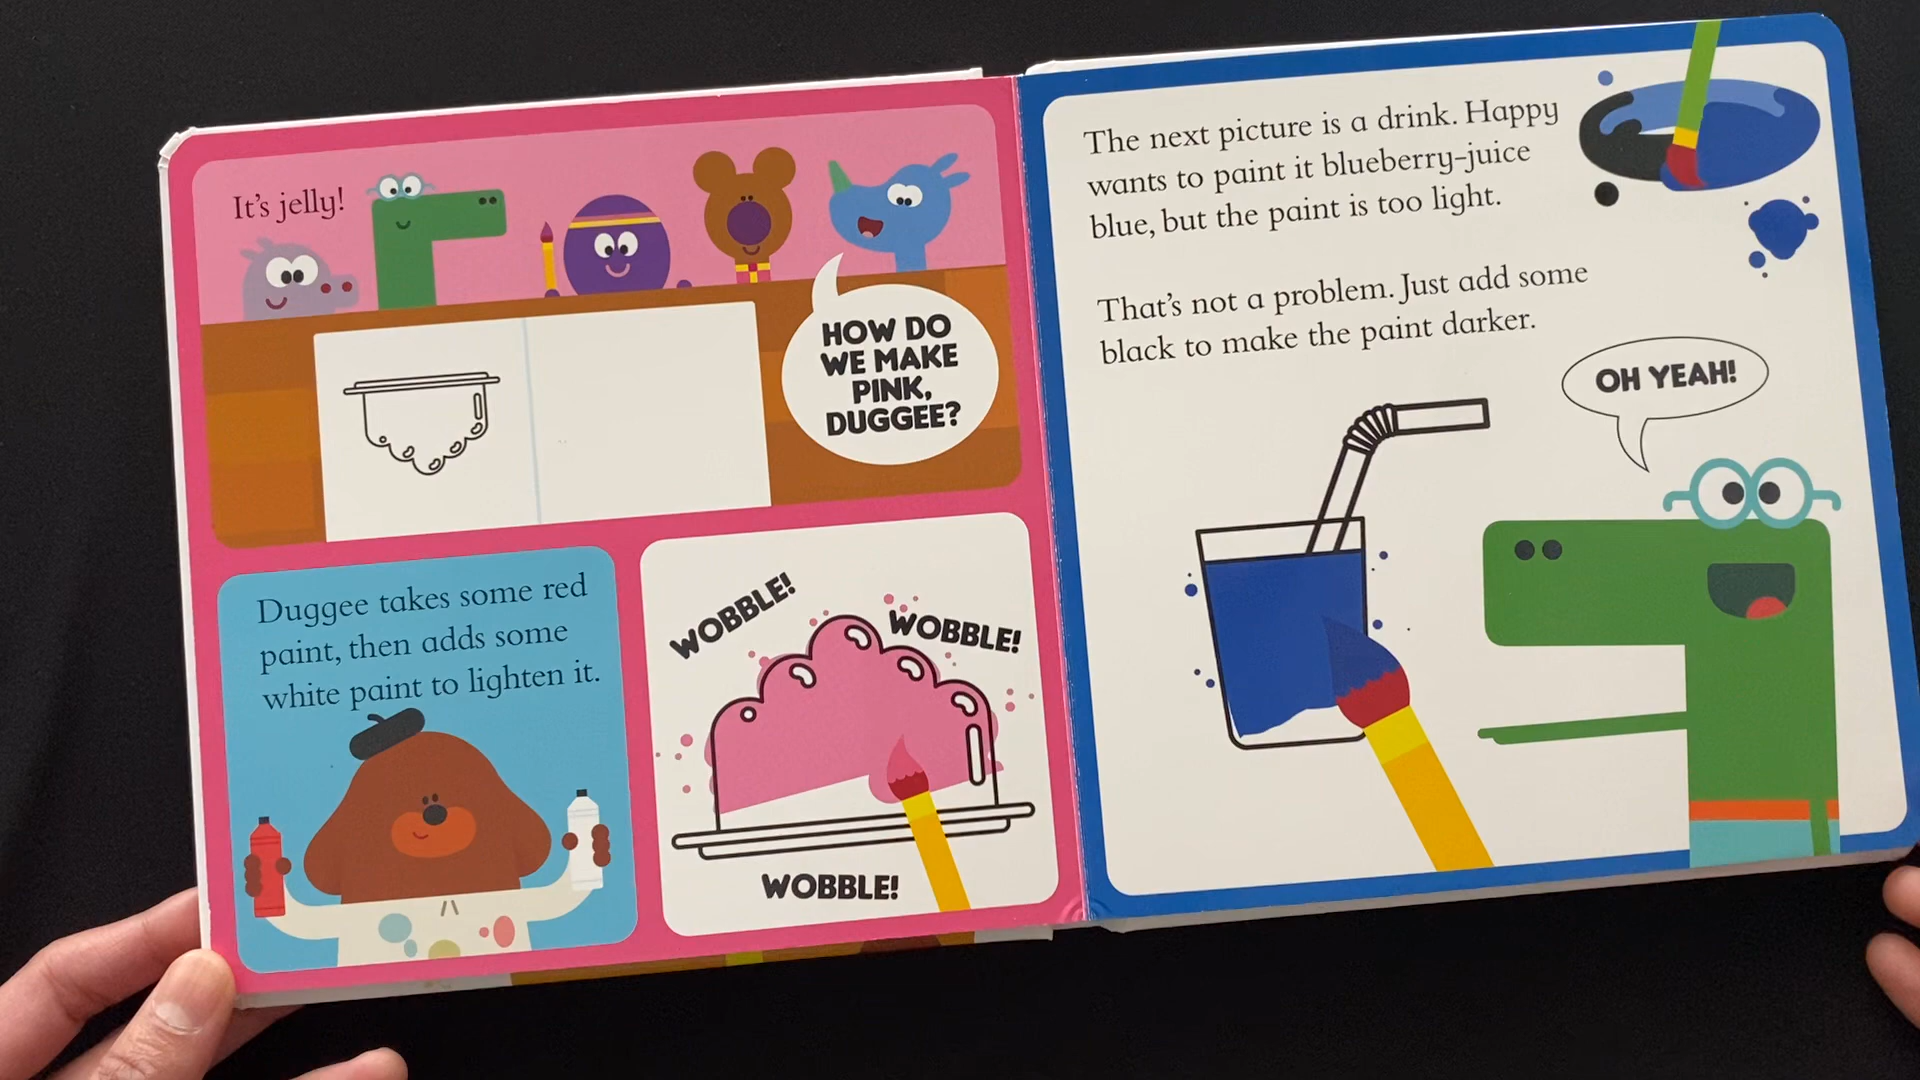 It's jelly!
HOW DO
WE MAKE
PINK,
DUGGEE?
Duggee takes some red
paint, then adds some
white paint to lighten it.
WOBBLE!
WOBBLE!
WOBBLE!
The next picture is a drink. Happy
wants to paint it blueberry-juice
blue, but the paint is too light.
That's not a problem. Just add some
black to make the paint darker.
OH YEAH!